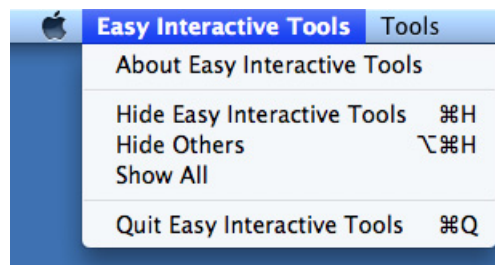 Easy Interactive Tools Tools
About Easy Interactive Tools
Hide Easy Interactive Tools ⌘H
Hide Others ⌥⌘H
Show All
Quit Easy Interactive Tools ⌘Q